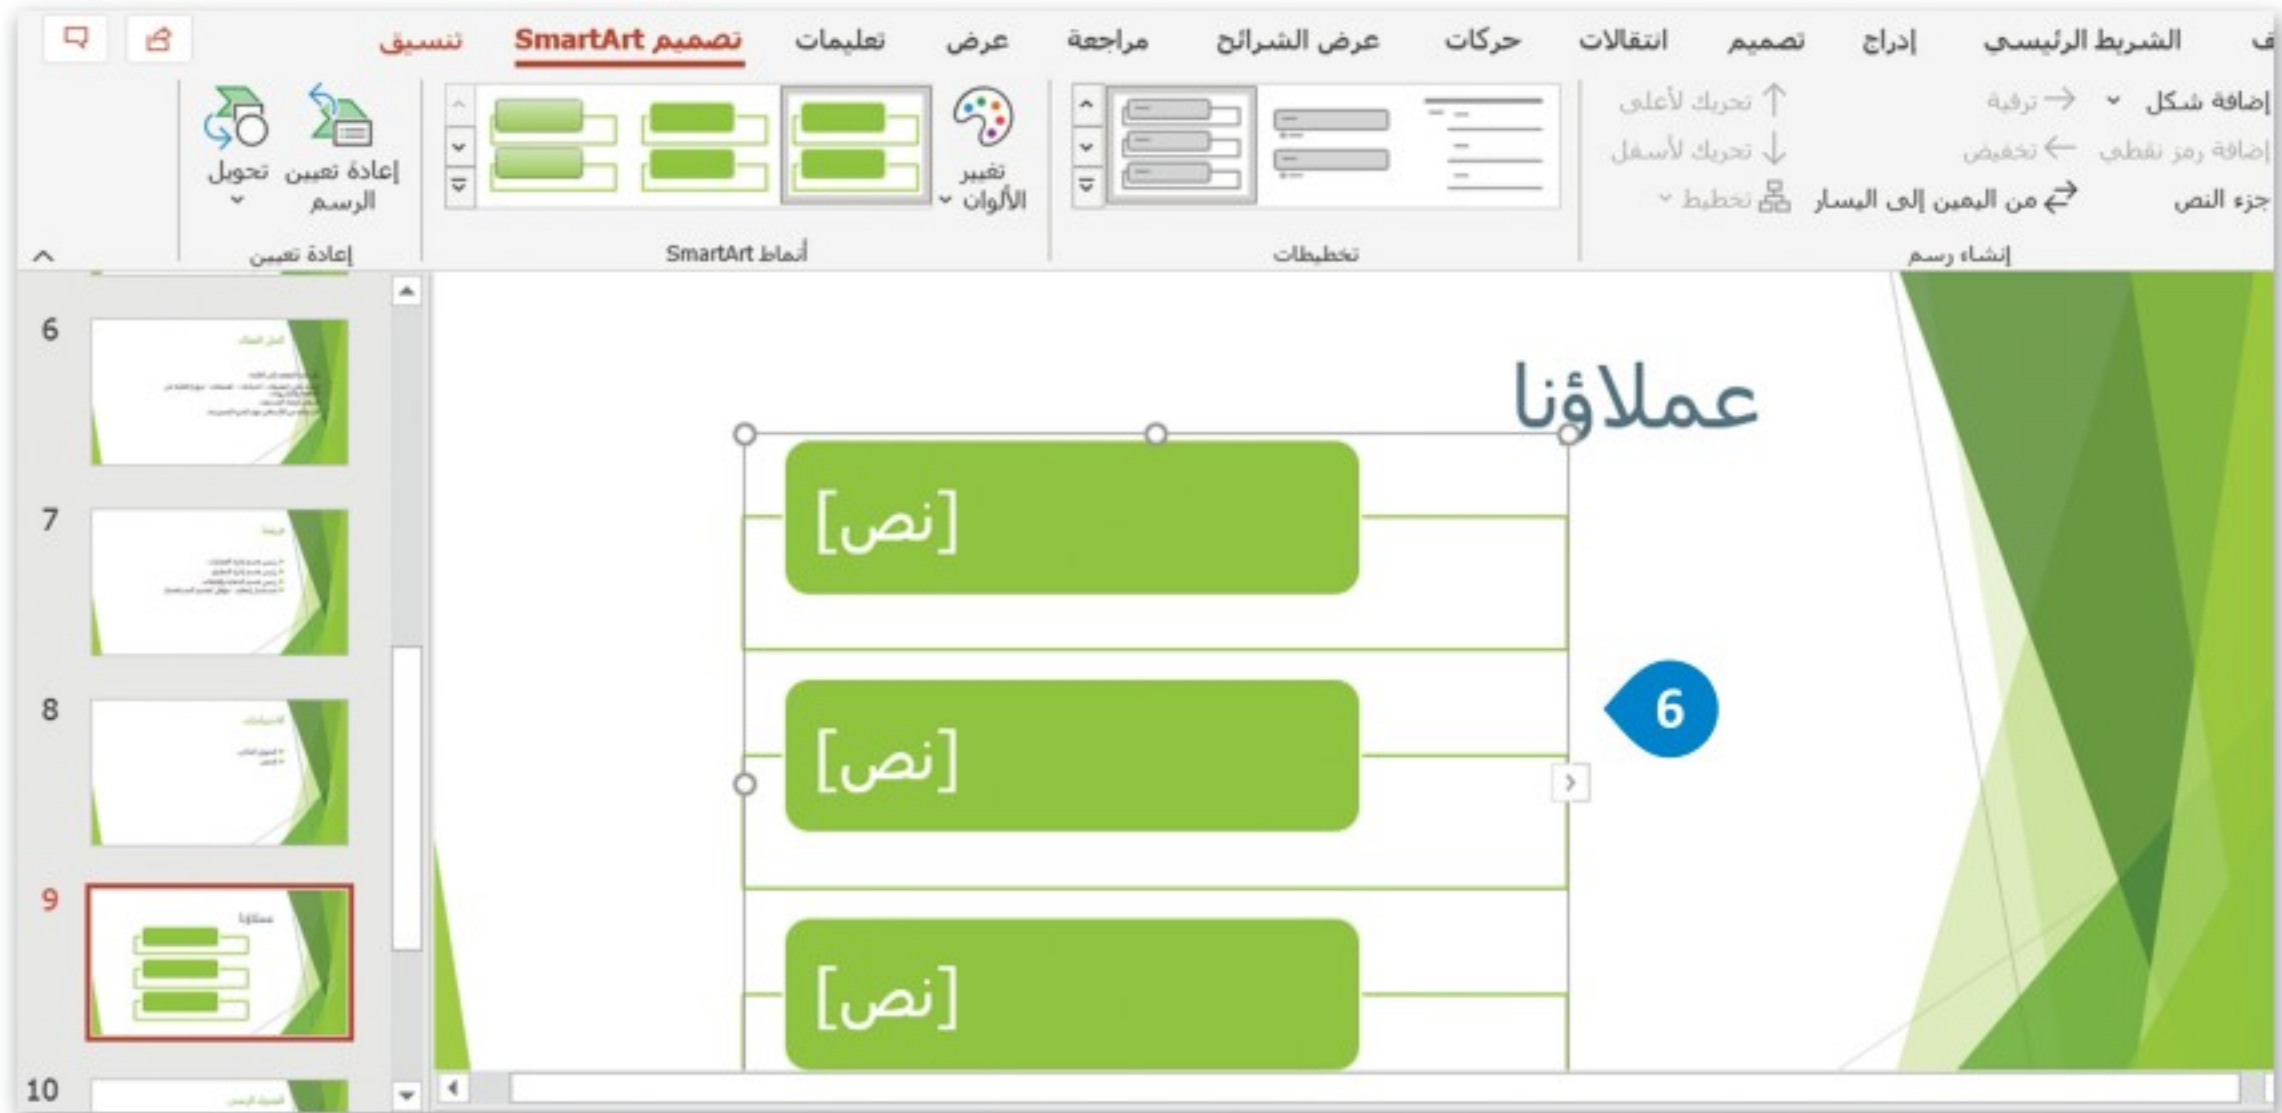 ف الشريط الرئيسي إدراج تصميم انتقالات حركات عرض الشرائح مراجعة عرض تعليمات تصميم SmartArt تنسيق
إضافة شكل ترقية تحريك لأعلى
إضافة رمز نقطي تخفيض تحريك لأسفل
جزء النص من اليمين إلى اليسار تخطيط
إنشاء رسم
تخطيطات
تغيير
الألوان
أنماط SmartArt
إعادة تعيين
الرسم
تحويل
إعادة تعيين
عملاؤنا
[نص]
[نص]
[نص]
6
6
7
8
9
عملاؤنا
10